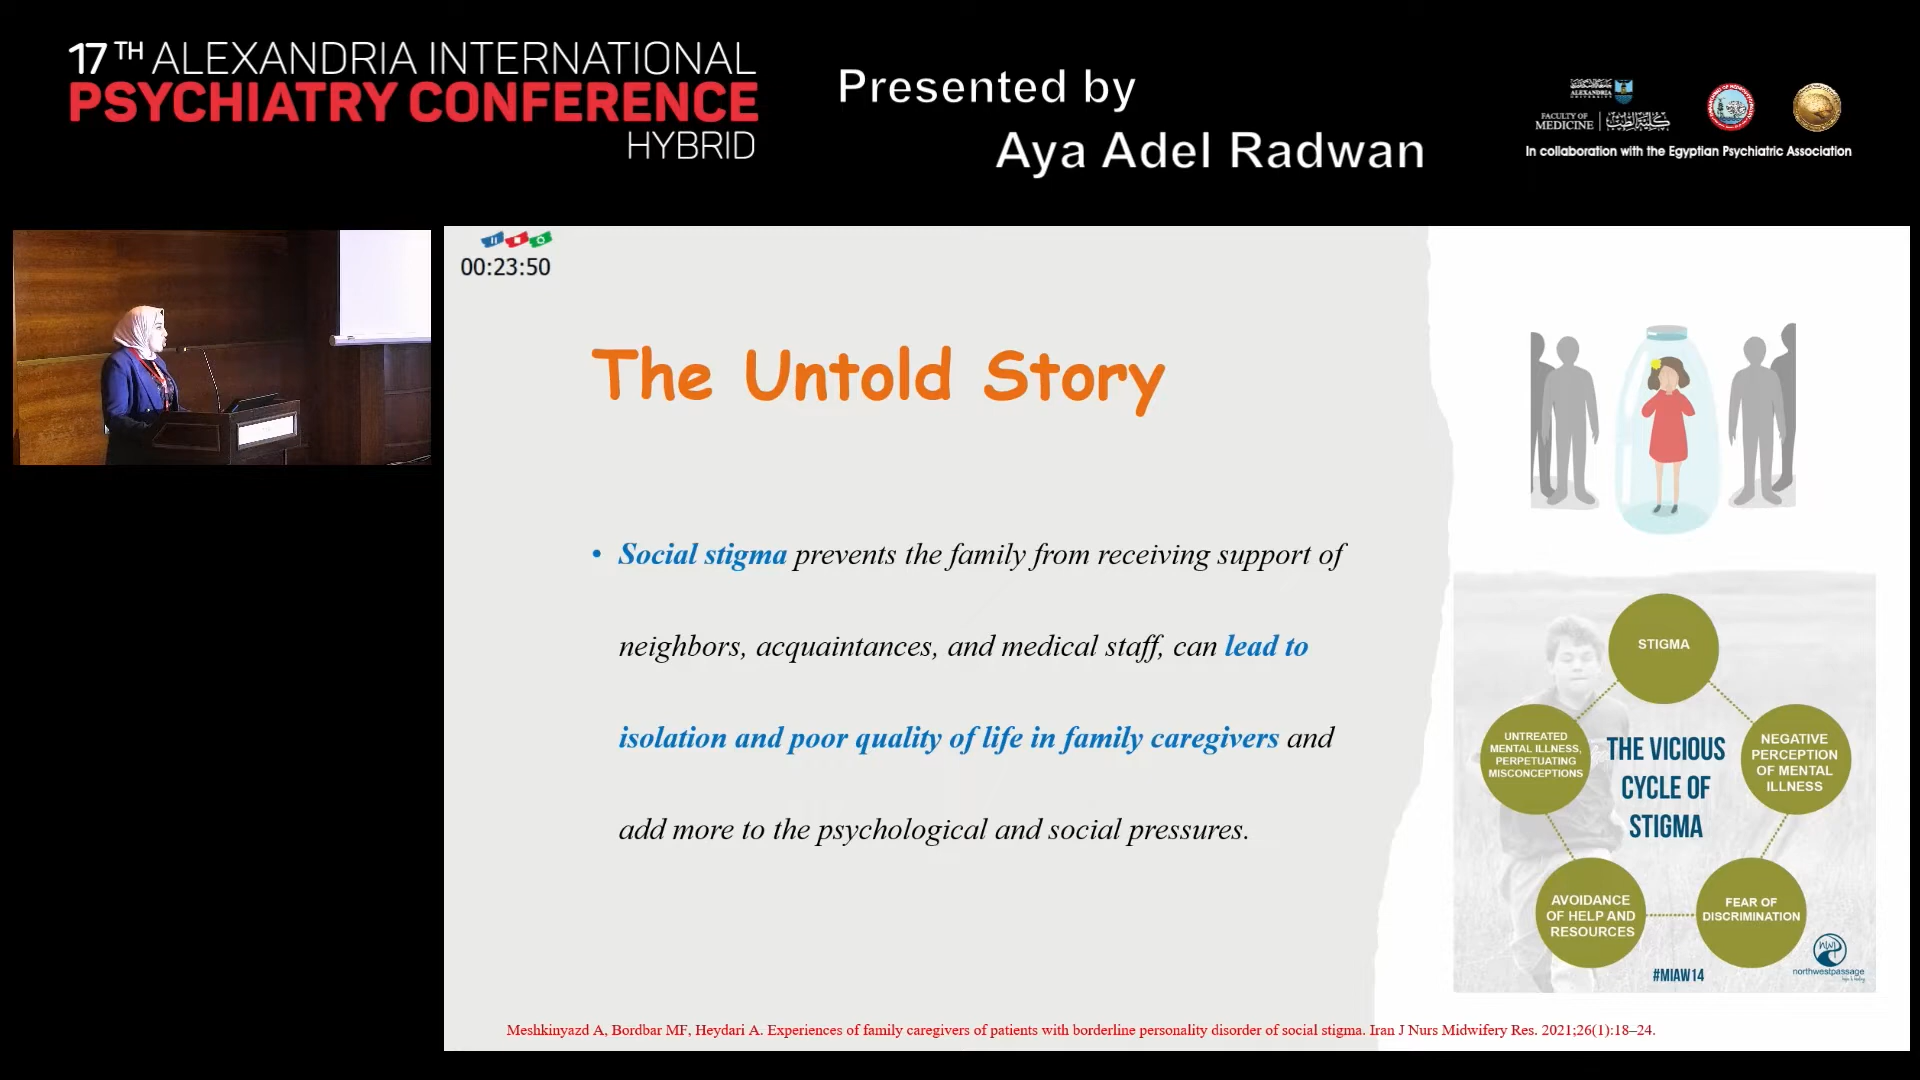 17TH ALEXANDRIA INTERNATIONAL
PSYCHIATRY CONFERENCE
HYBRID
Presented by
Aya Adel Radwan
ALEXANDRIA
FACULTY OF
MEDICINE
كلية الطب
In collaboration with the Egyptian Psychiatric Association
00:23:50
The Untold Story
• Social stigma prevents the family from receiving support of
neighbors, acquaintances, and medical staff, can lead to
isolation and poor quality of life in family caregivers and
add more to the psychological and social pressures.
STIGMA
NEGATIVE
PERCEPTION
OF MENTAL
ILLNESS
FEAR OF
DISCRIMINATION
AVOIDANCE
OF HELP AND
RESOURCES
UNTREATED
MENTAL ILLNESS,
PERPETUATING
MISCONCEPTIONS
THE VICIOUS
CYCLE OF
STIGMA
#MIAW14
nwp
northwestpassage
Meshkinyazd A, Bordbar MF, Heydari A. Experiences of family caregivers of patients with borderline personality disorder of social stigma. Iran J Nurs Midwifery Res. 2021;26(1):18–24.